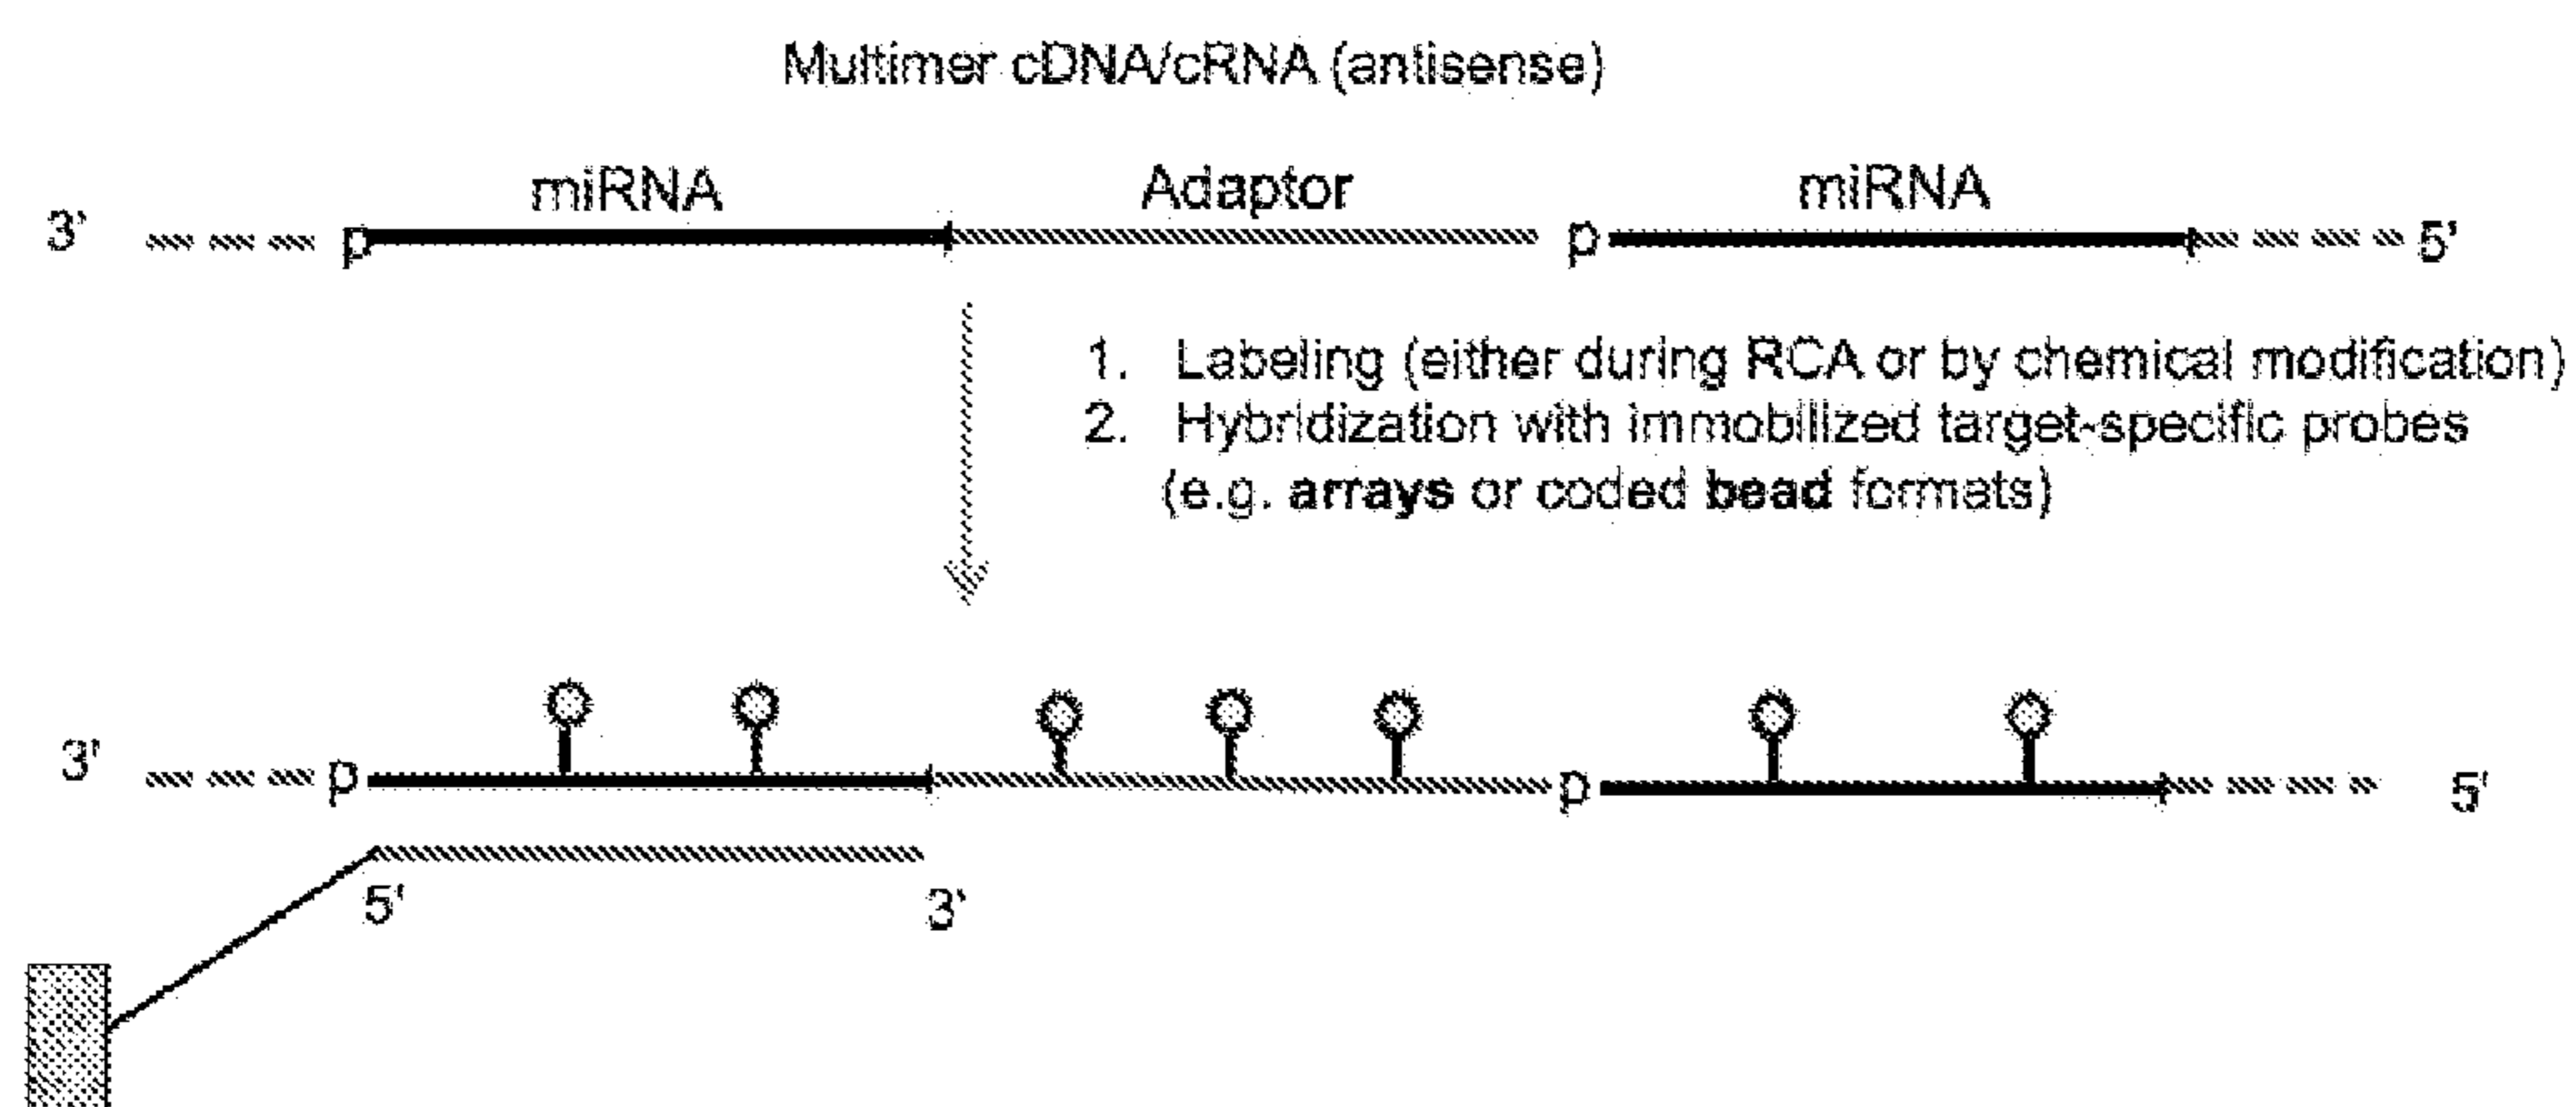 Multimer cDNA/cRNA (antisense)
miRNA Adaptor miRNA
3' p p 5'
1. Labeling (either during RCA or by chemical modification)
2. Hybridization with immobilized target-specific probes
(e.g. arrays or coded bead formats)
3' p p 5'
5' 3'